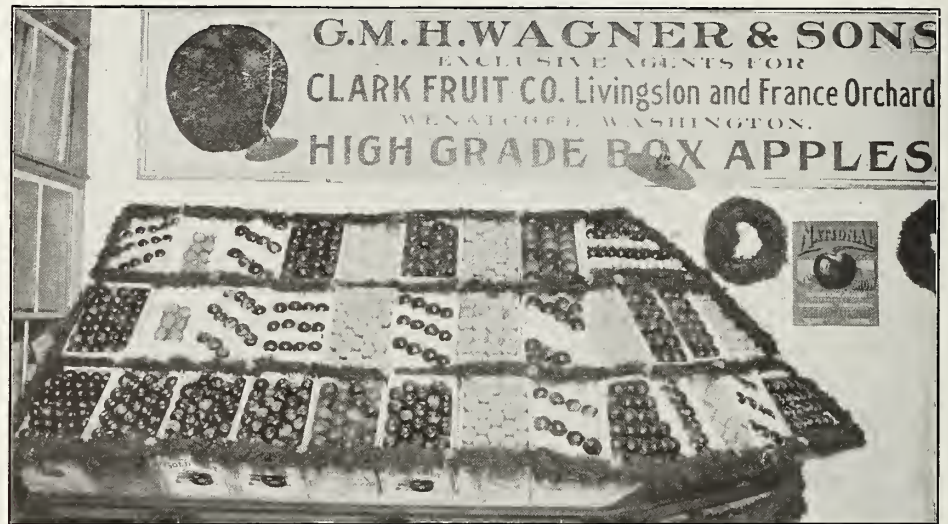 G.M.H.WAGNER & SONS
EXCLUSIVE AGENTS FOR
CLARK FRUIT CO. Livingston and France Orchard
WENATCHEE, WASHINGTON.
HIGH GRADE BOX APPLES
NATIONAL
SHOW